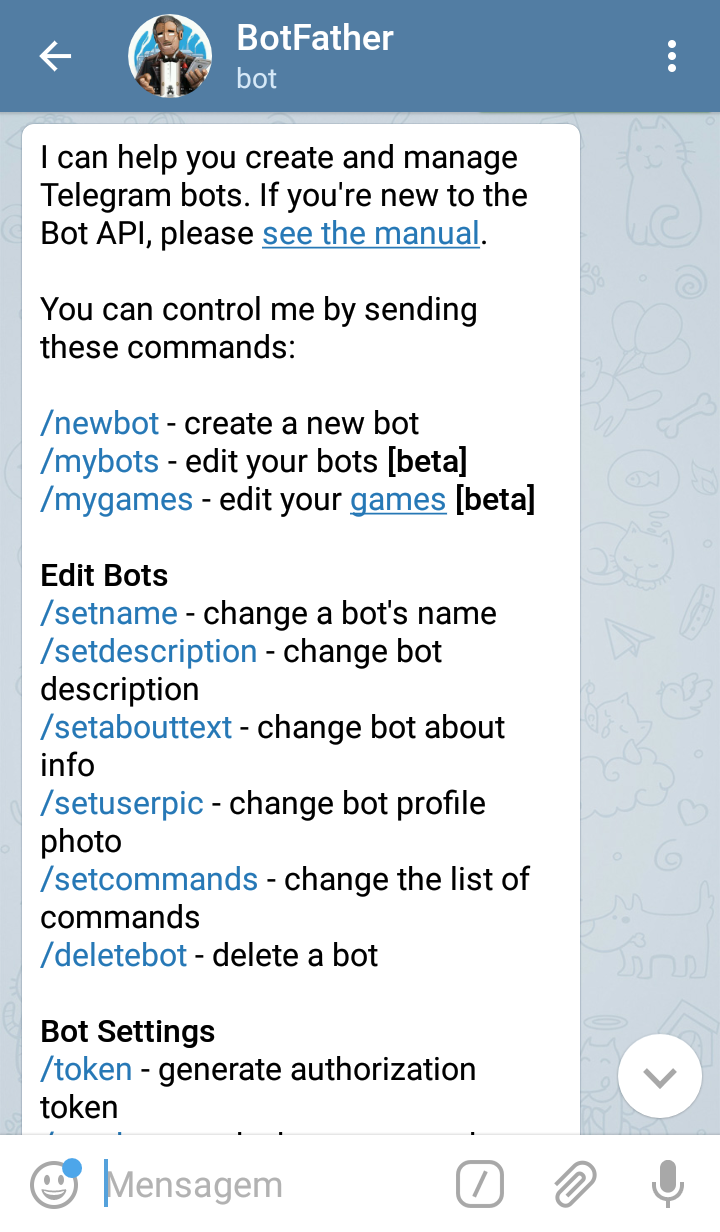 BotFather
bot
I can help you create and manage
Telegram bots. If you're new to the
Bot API, please see the manual.
You can control me by sending
these commands:
/newbot - create a new bot
/mybots - edit your bots [beta]
/mygames - edit your games [beta]
Edit Bots
/setname - change a bot's name
/setdescription - change bot
description
/setabouttext - change bot about
info
/setuserpic - change bot profile
photo
/setcommands - change the list of
commands
/deletebot - delete a bot
Bot Settings
/token - generate authorization
token
Mensagem